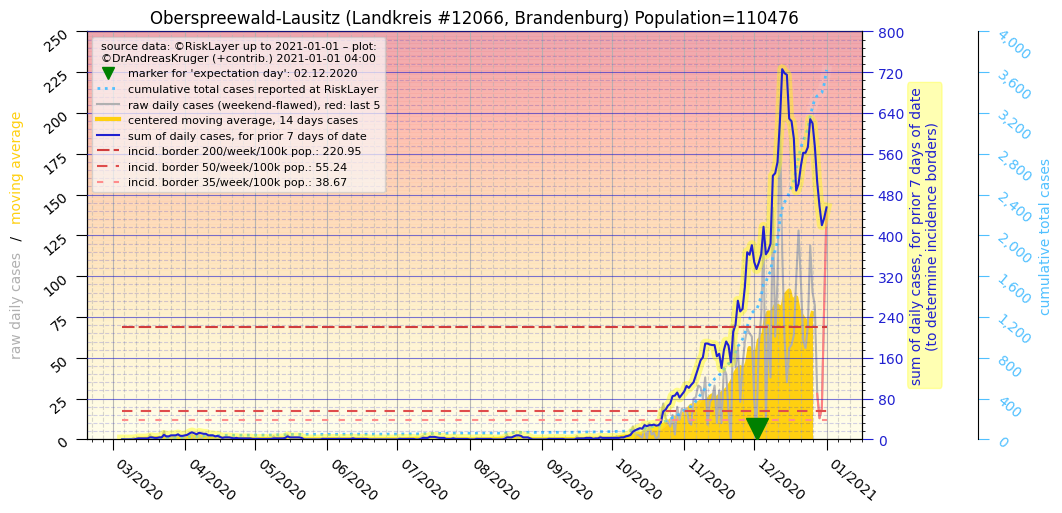 Oberspreewald-Lausitz (Landkreis #12066, Brandenburg) Population=110476
source data: ©RiskLayer up to 2021-01-01 – plot:
©DrAndreasKruger (+contrib.) 2021-01-01 04:00
marker for 'expectation day': 02.12.2020
cumulative total cases reported at RiskLayer
raw daily cases (weekend-flawed), red: last 5
centered moving average, 14 days cases
sum of daily cases, for prior 7 days of date
incid. border 200/week/100k pop.: 220.95
incid. border 50/week/100k pop.: 55.24
incid. border 35/week/100k pop.: 38.67
raw daily cases / moving average
250
225
200
175
150
125
100
75
50
25
0
03/2020
04/2020
05/2020
06/2020
07/2020
08/2020
09/2020
10/2020
11/2020
12/2020
01/2021
800
720
640
560
480
400
320
240
160
80
0
sum of daily cases, for prior 7 days of date
(to determine incidence borders)
4,000
3,600
3,200
2,800
2,400
2,000
1,600
1,200
800
400
0
cumulative total cases